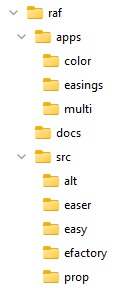 raf
apps
color
easings
multi
docs
src
alt
easer
easy
efactory
prop